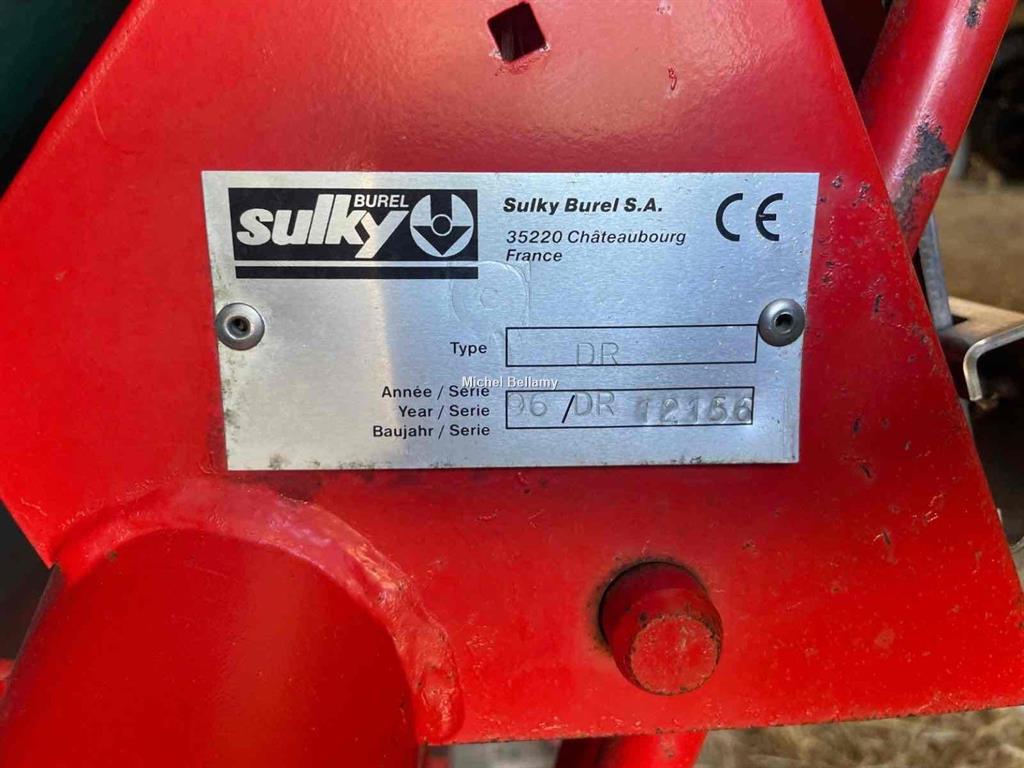 BUREL
sulky
Sulky Burel S.A.
35220 Châteaubourg
France
CE
Type DR
Michel Bellamy
Année / Série
Year / Serie 96 / DR 12156
Baujahr / Serie